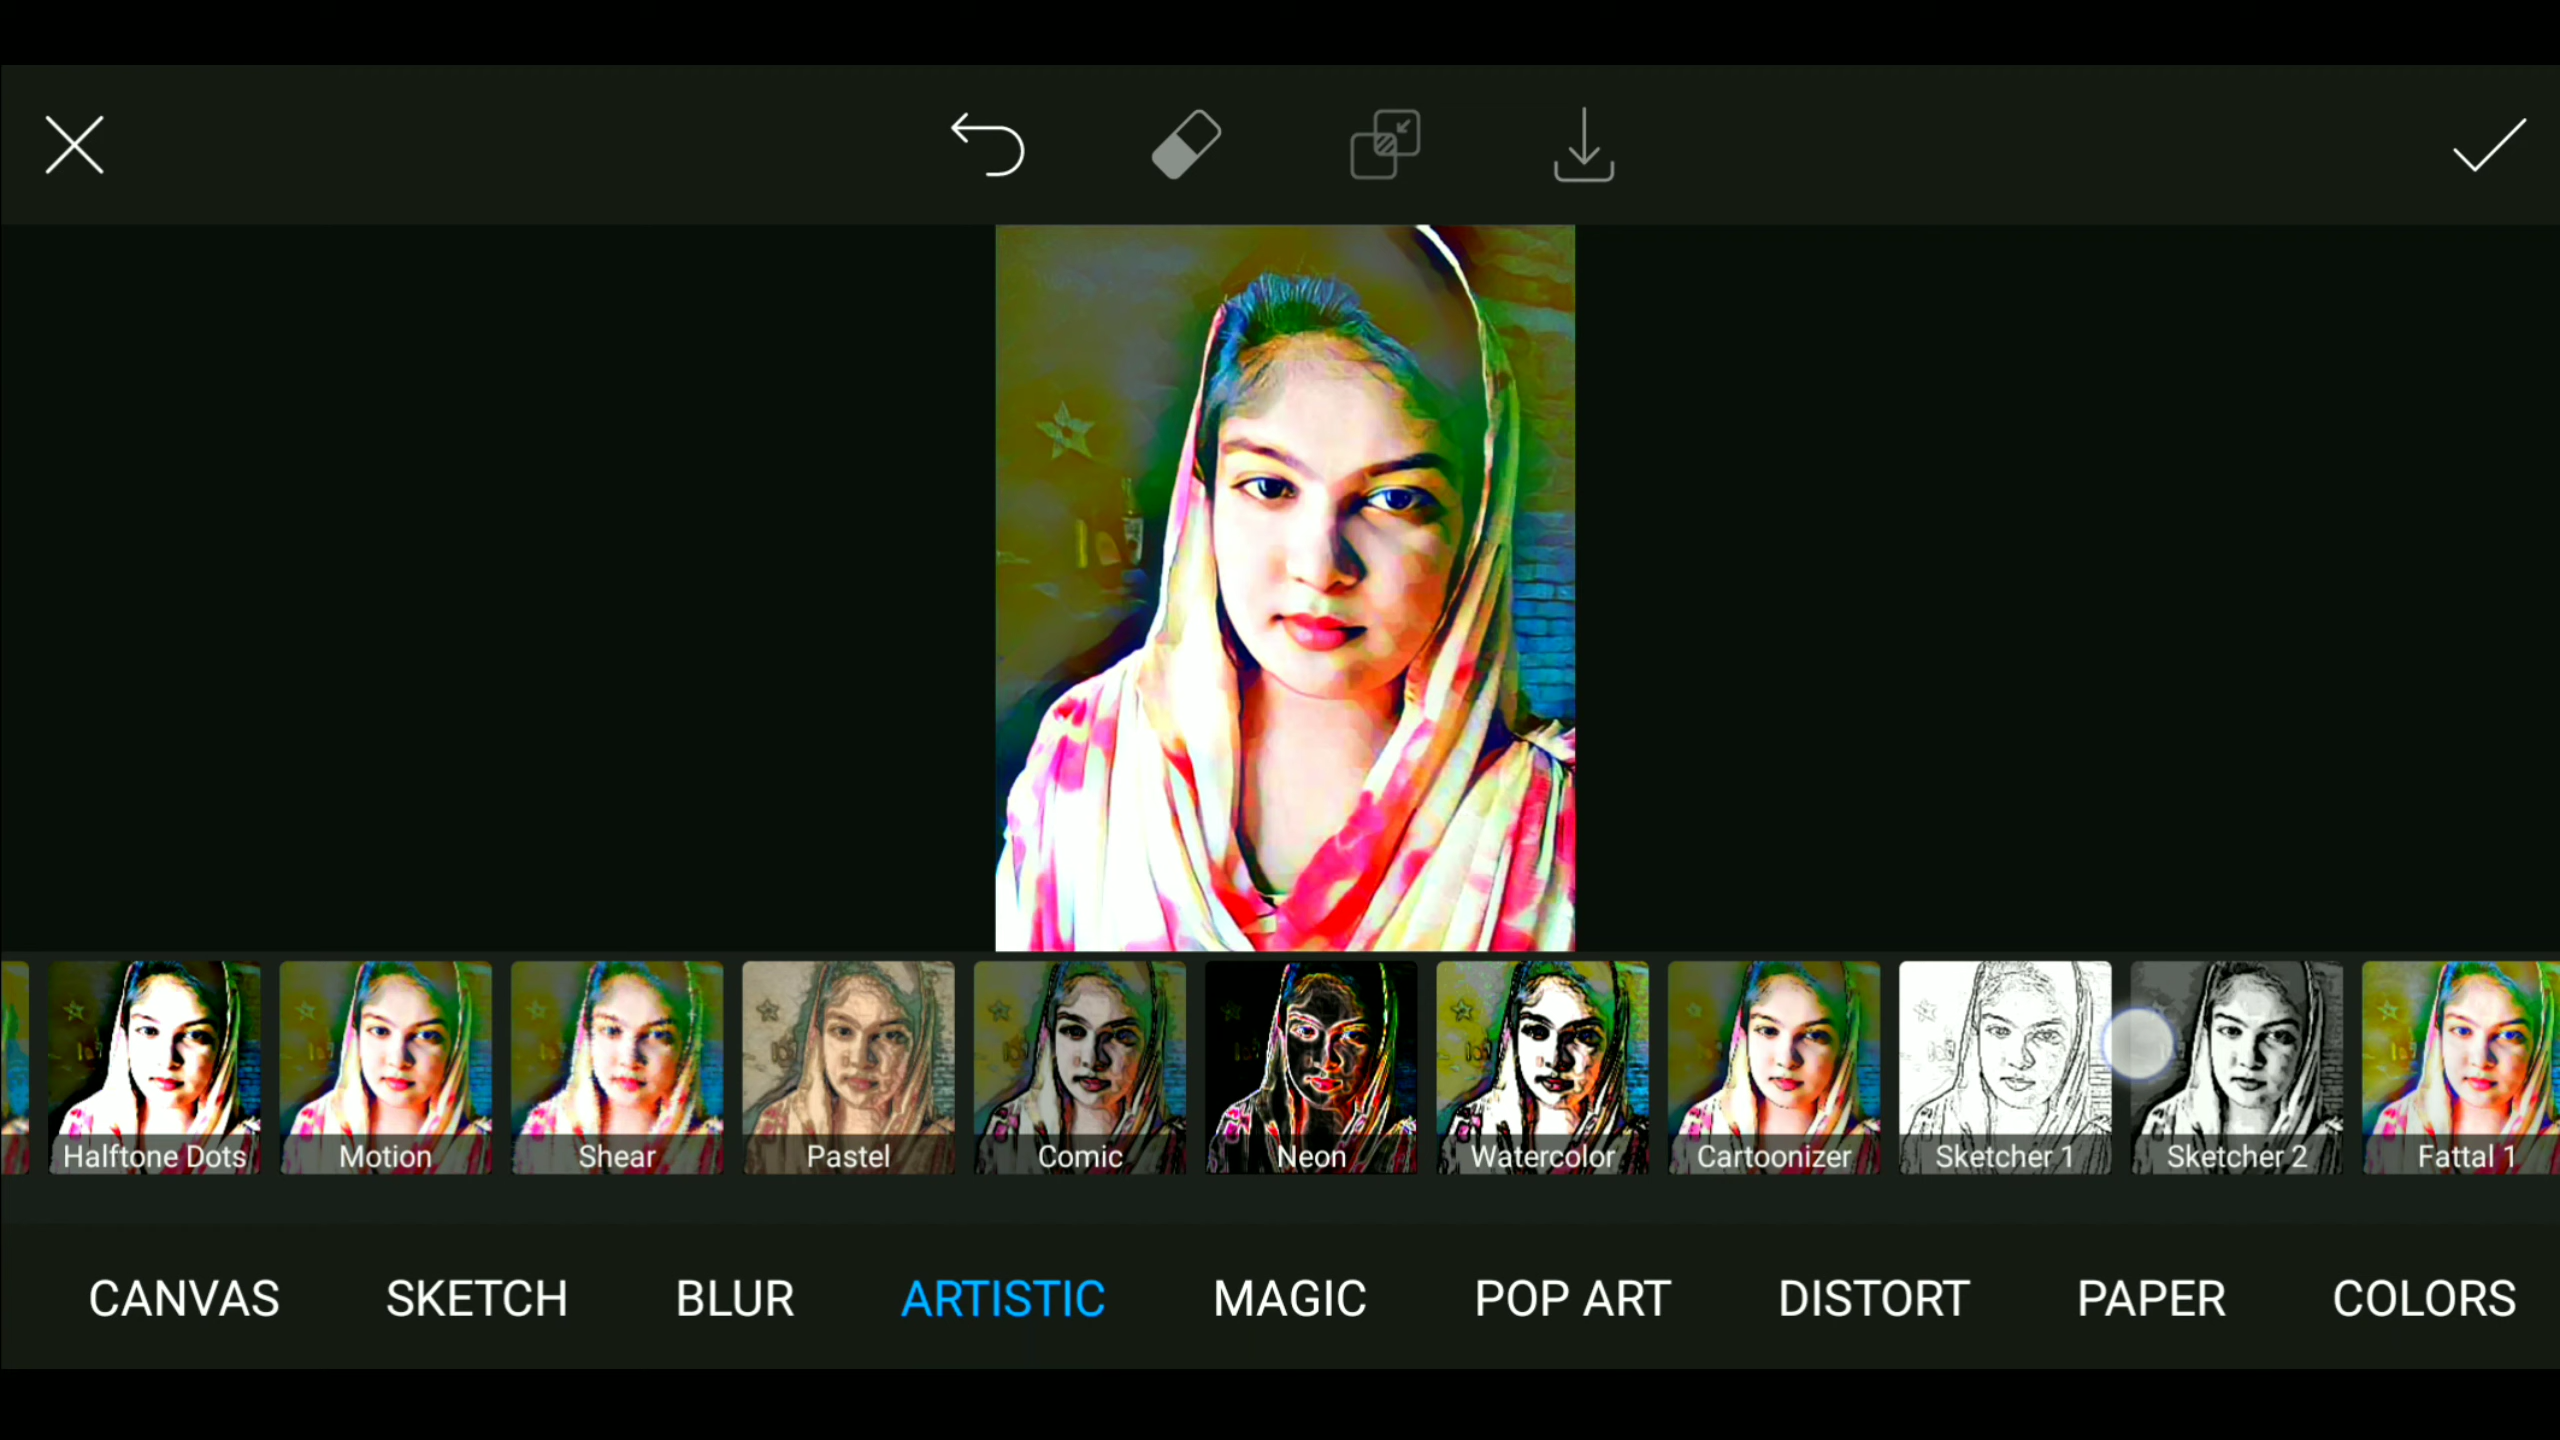 Halftone Dots
Motion
Shear
Pastel
Comic
Neon
Watercolor
Cartoonizer
Sketcher 1
Sketcher 2
Fattal 1
CANVAS SKETCH BLUR ARTISTIC MAGIC POP ART DISTORT PAPER COLORS